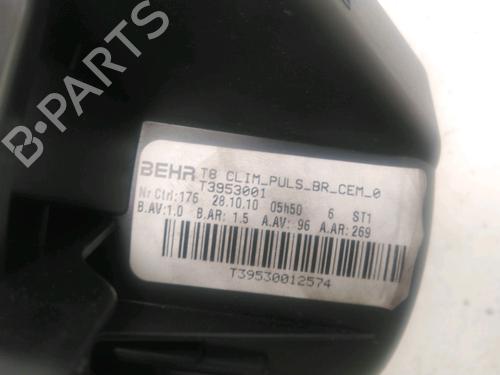 B-PARTS
BEHR T8 CLIM_PULS_BR_CEM_0
T3953001
Nr Ctrl:176 28.10.10 05h50 6 ST1
B.AV:1.0 B.AR: 1.5 A.AV: 96 A.AR:269
T39530012574